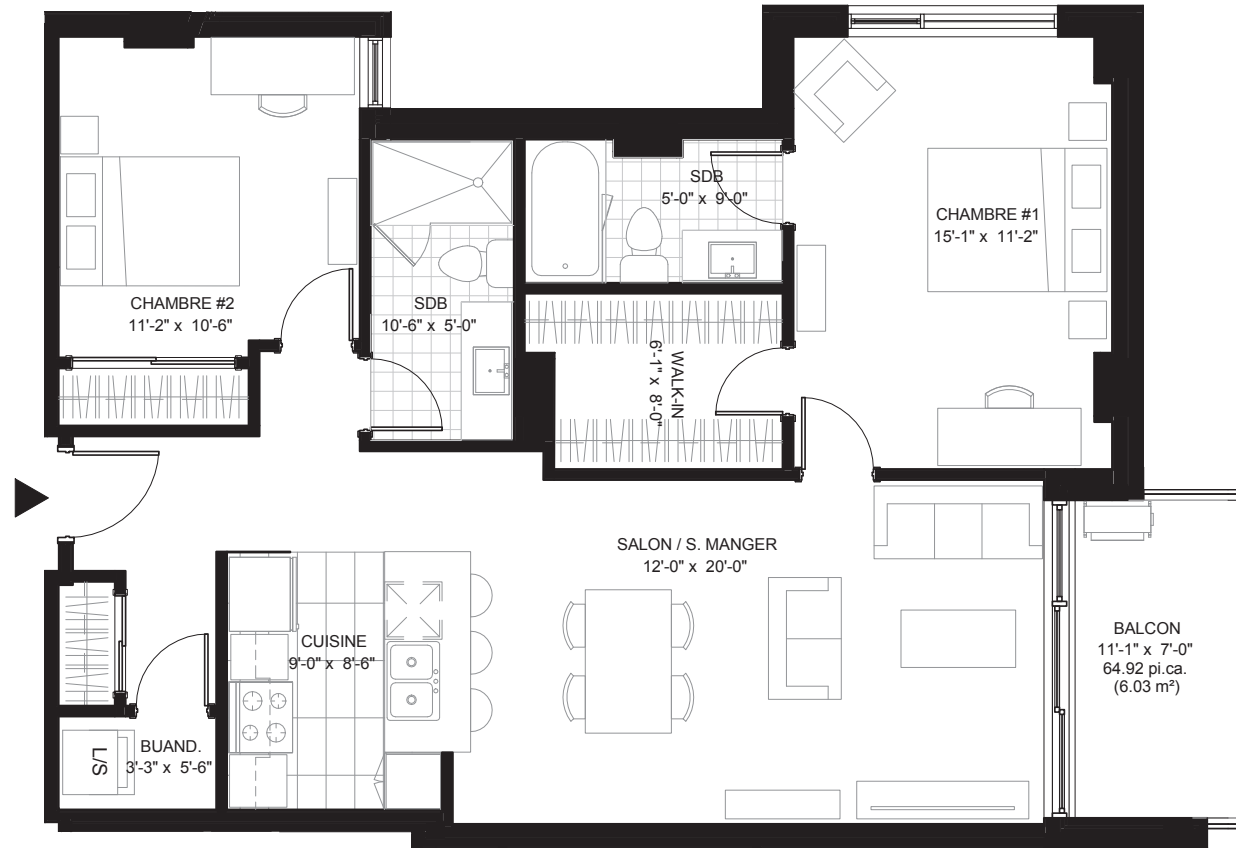 SDB
5'-0" x 9'-0"
CHAMBRE #1
15'-1" x 11'-2"
CHAMBRE #2
11'-2" x 10'-6"
SDB
10'-6" x 5'-0"
WALK-IN
6'-1" x 8'-0"
SALON / S. MANGER
12'-0" x 20'-0"
CUISINE
9'-0" x 8'-6"
BALCON
11'-1" x 7'-0"
64.92 pi.ca.
(6.03 m²)
BUAND.
3'-3" x 5'-6"
L/S